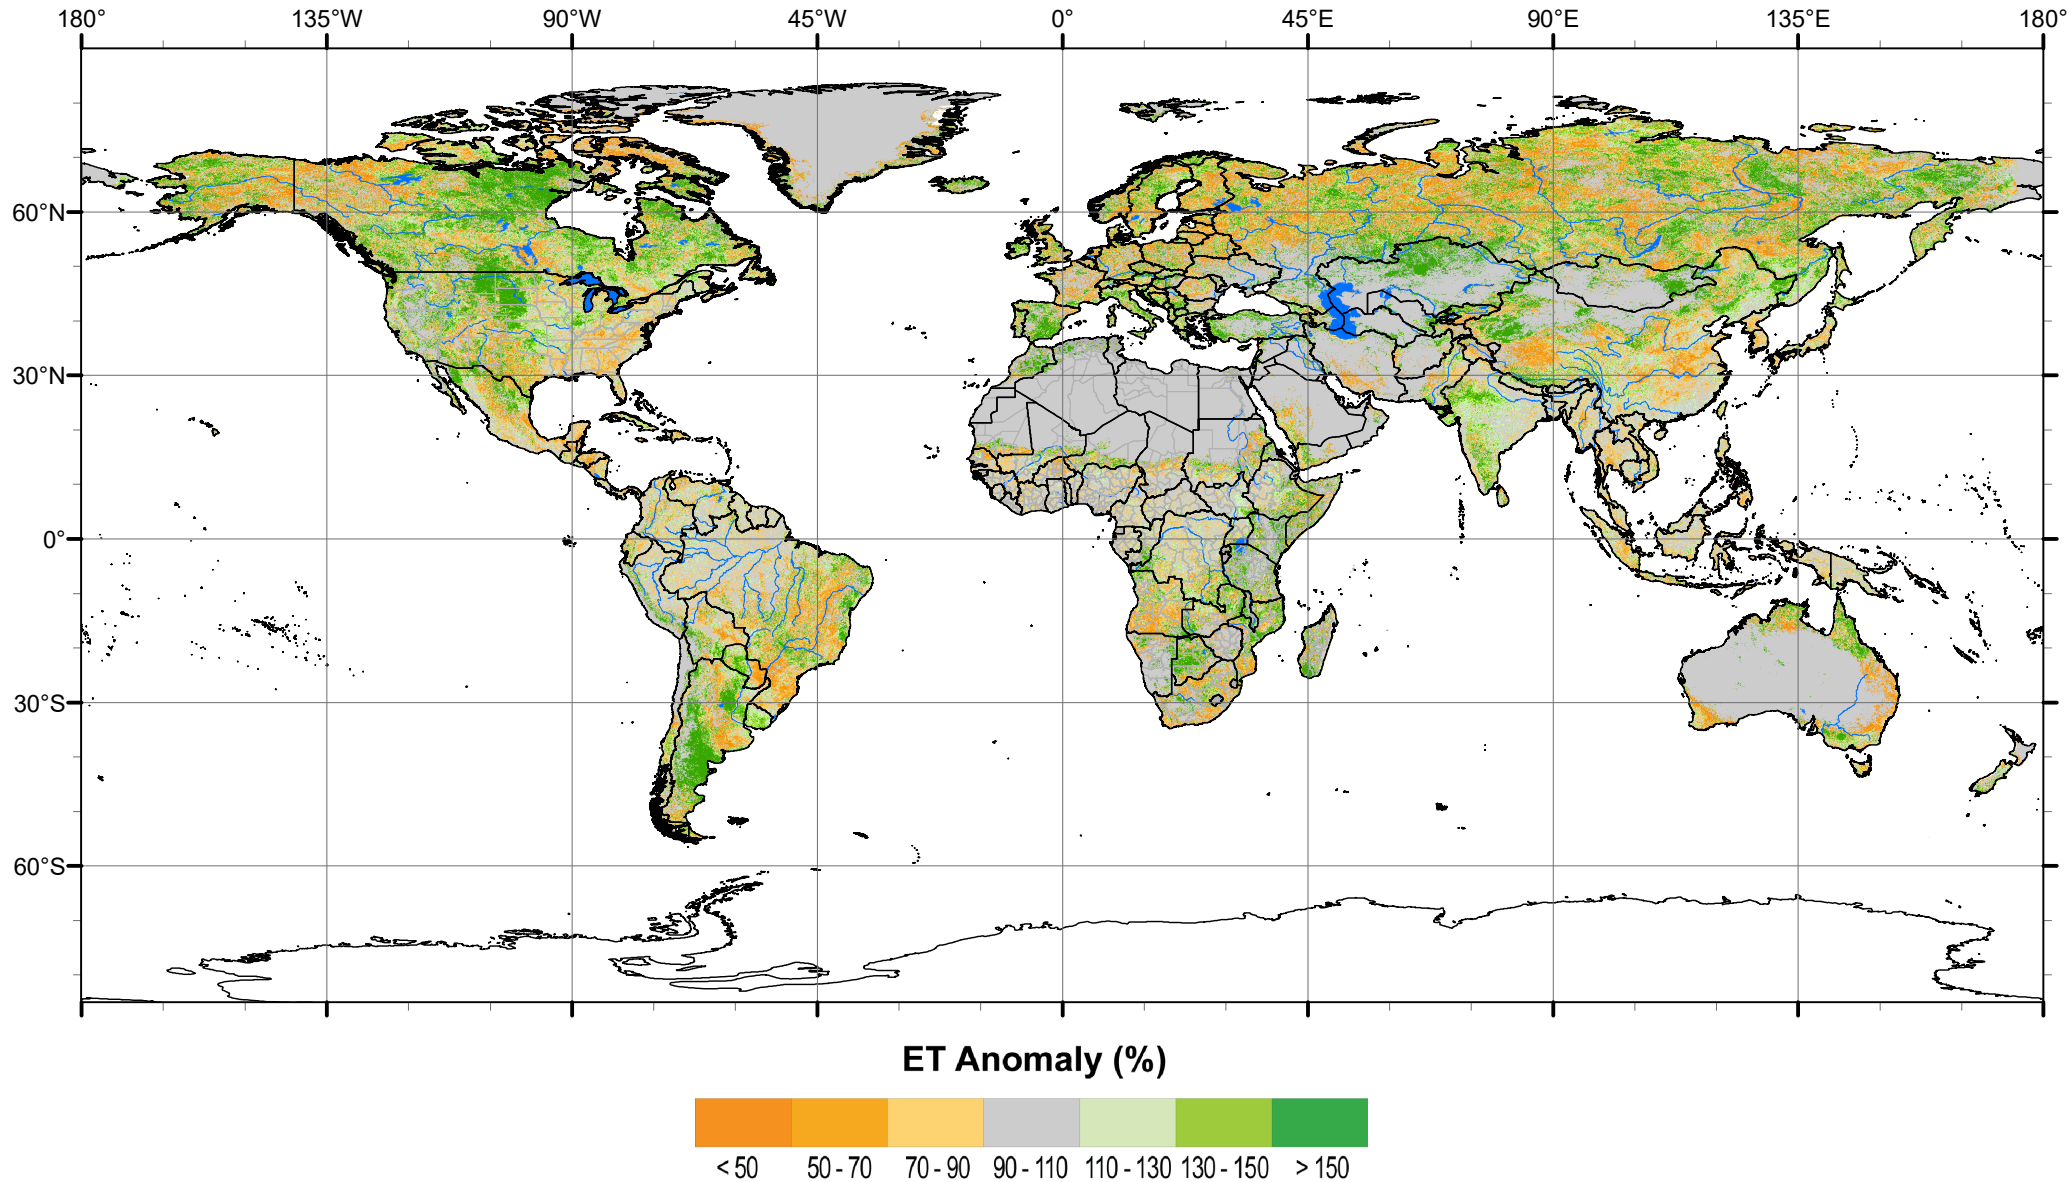 180° 135°W 90°W 45°W 0° 45°E 90°E 135°E 180°
60°N
30°N
0°
30°S
60°S
ET Anomaly (%)
< 50 50 - 70 70 - 90 90 - 110 110 - 130 130 - 150 > 150